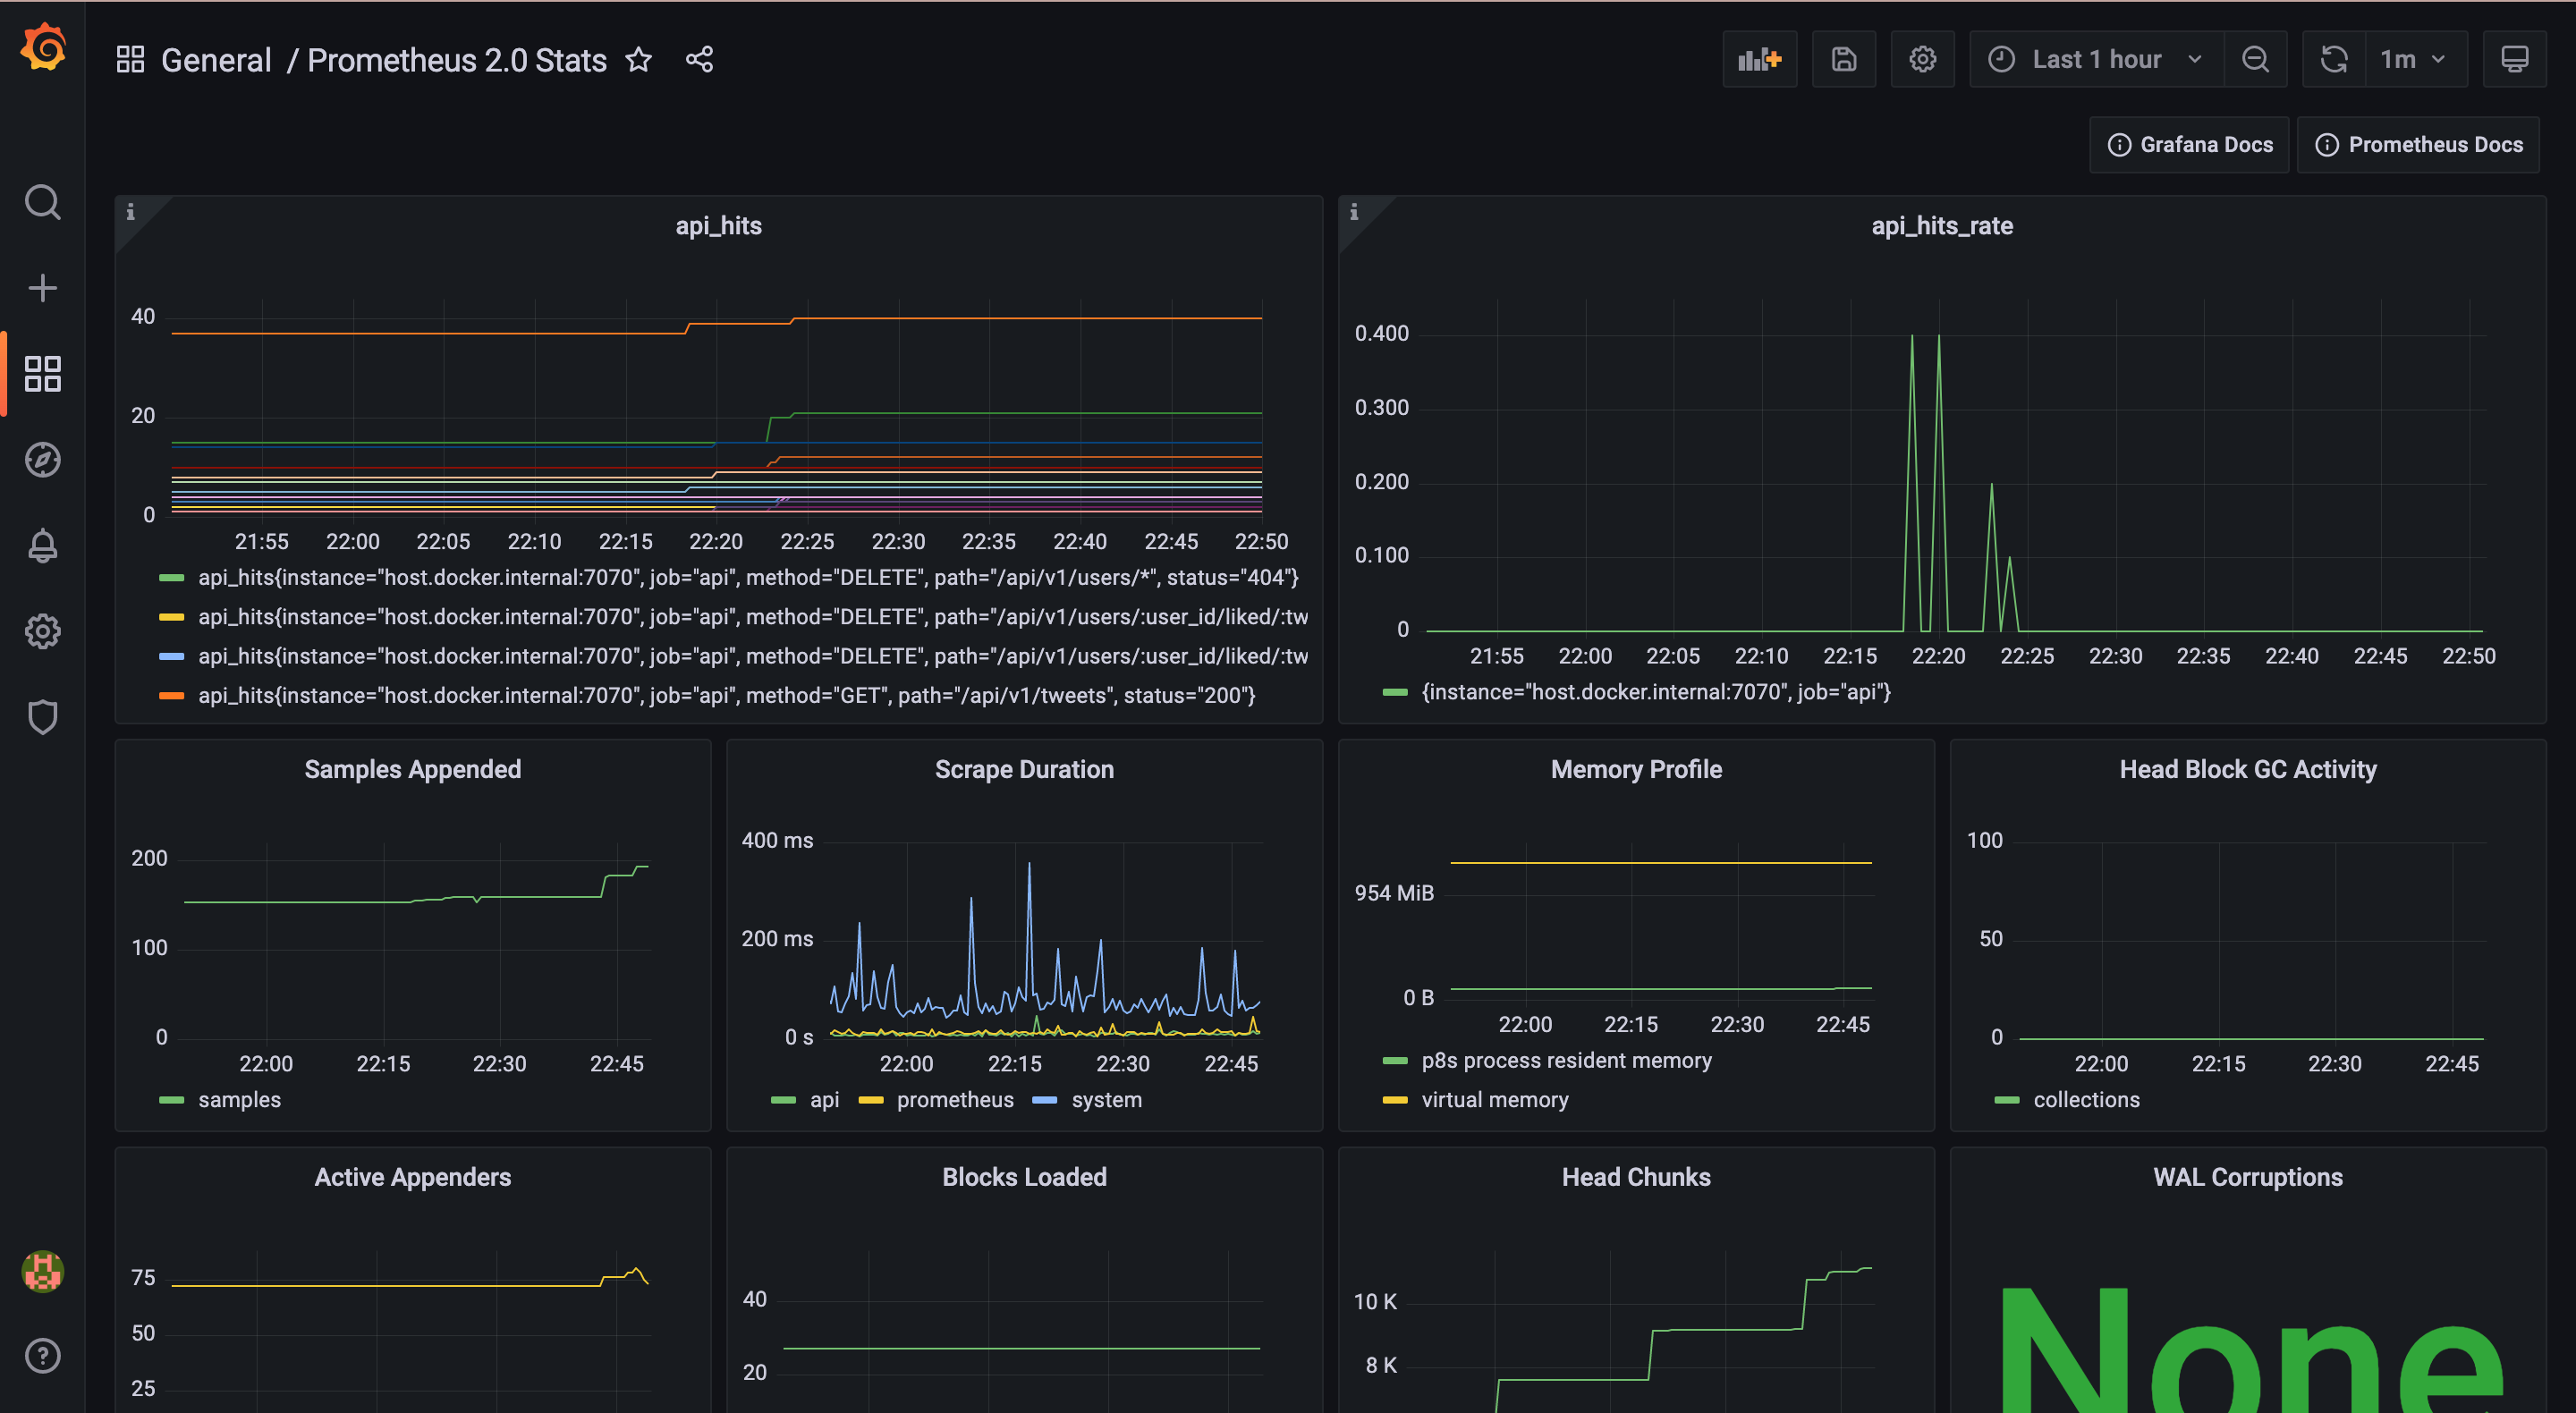 General / Prometheus 2.0 Stats
Last 1 hour
1m
Grafana Docs
Prometheus Docs
api_hits
40
20
0
21:55 22:00 22:05 22:10 22:15 22:20 22:25 22:30 22:35 22:40 22:45 22:50
api_hits{instance="host.docker.internal:7070", job="api", method="DELETE", path="/api/v1/users/*", status="404"}
api_hits{instance="host.docker.internal:7070", job="api", method="DELETE", path="/api/v1/users/:user_id/liked/:tw
api_hits{instance="host.docker.internal:7070", job="api", method="DELETE", path="/api/v1/users/:user_id/liked/:tw
api_hits{instance="host.docker.internal:7070", job="api", method="GET", path="/api/v1/tweets", status="200"}
api_hits_rate
0.400
0.300
0.200
0.100
0
21:55 22:00 22:05 22:10 22:15 22:20 22:25 22:30 22:35 22:40 22:45 22:50
{instance="host.docker.internal:7070", job="api"}
Samples Appended
200
100
0
22:00 22:15 22:30 22:45
samples
Scrape Duration
400 ms
200 ms
0 s
22:00 22:15 22:30 22:45
api prometheus system
Memory Profile
954 MiB
0 B
22:00 22:15 22:30 22:45
p8s process resident memory
virtual memory
Head Block GC Activity
100
50
0
22:00 22:15 22:30 22:45
collections
Active Appenders
75
50
25
Blocks Loaded
40
20
Head Chunks
10 K
8 K
WAL Corruptions
None